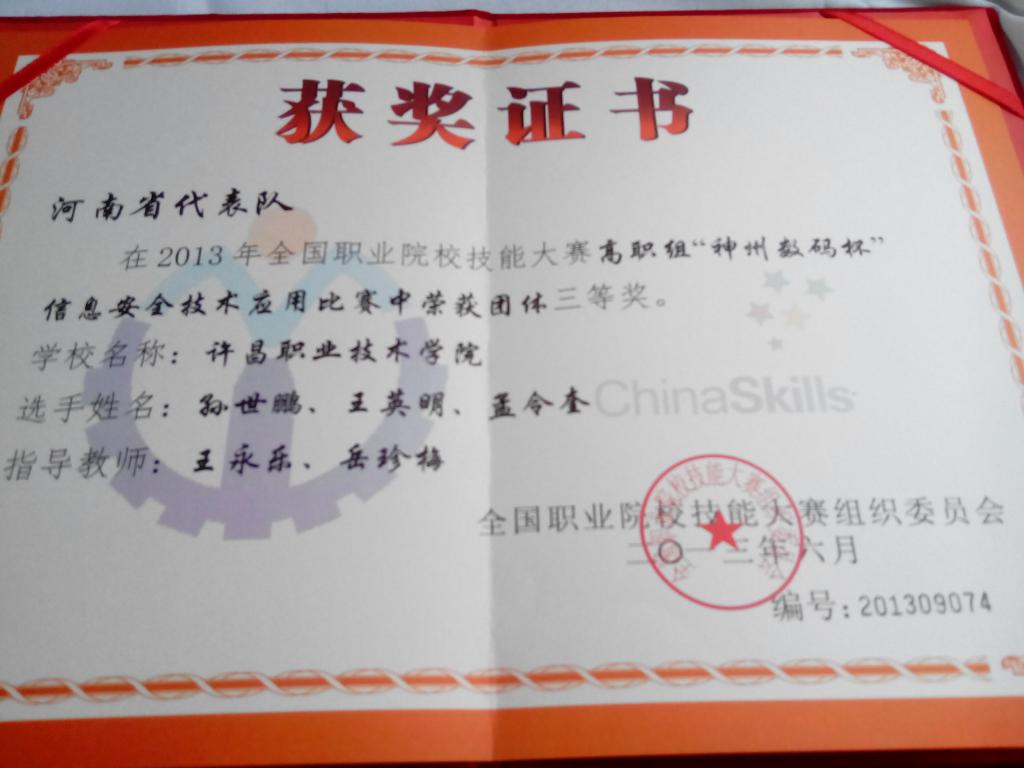 获奖证书
河南省代表队
在2013年全国职业院校技能大赛高职组“神州数码杯”
信息安全技术应用比赛中荣获团体三等奖。
学校名称：许昌职业技术学院
选手姓名：孙世鹏、王英明、孟令奎
指导教师：王永乐、岳珍梅
ChinaSkills
全国职业院校技能大赛组织委员会
二〇一三年六月
编号：201309074